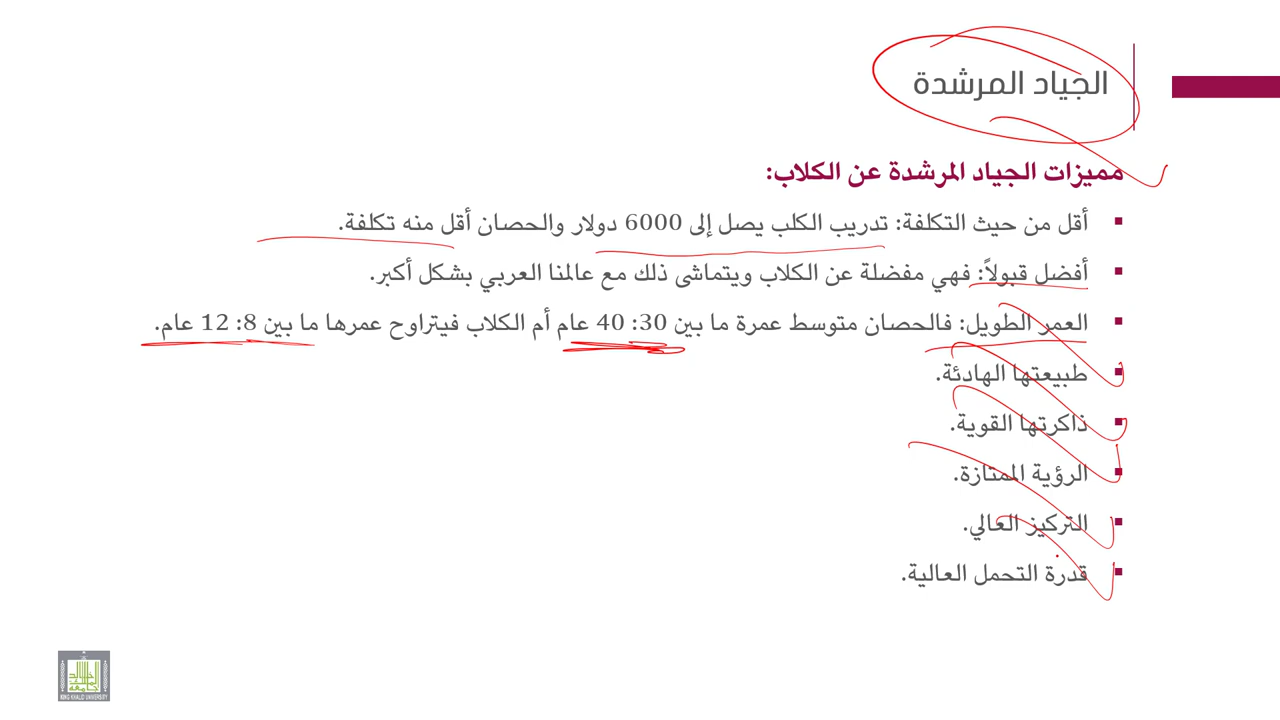 الجياد المرشدة
مميزات الجياد المرشدة عن الكلاب:
▪ أقل من حيث التكلفة: تدريب الكلب يصل إلى 6000 دولار والحصان أقل منه تكلفة.
▪ أفضل قبولاً: فهي مفضلة عن الكلاب ويتماشى ذلك مع عالمنا العربي بشكل أكبر.
▪ العمر الطويل: فالحصان متوسط عمرة ما بين 30: 40 عام أم الكلاب فيتراوح عمرها ما بين 8: 12 عام.
▪ طبيعتها الهادئة.
▪ ذاكرتها القوية.
▪ الرؤية الممتازة.
▪ التركيز العالي.
▪ قدرة التحمل العالية.
KING KHALID UNIVERSITY